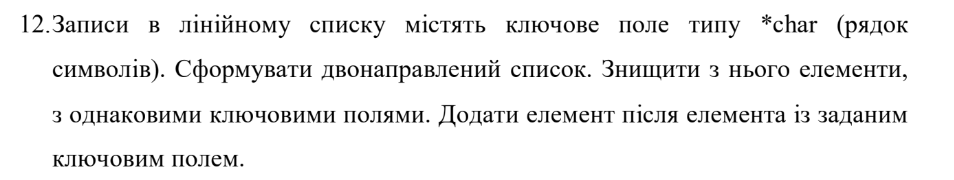 12.Записи в лінійному списку містять ключове поле типу *char (рядок
символів). Сформувати двонаправлений список. Знищити з нього елементи,
з однаковими ключовими полями. Додати елемент після елемента із заданим
ключовим полем.